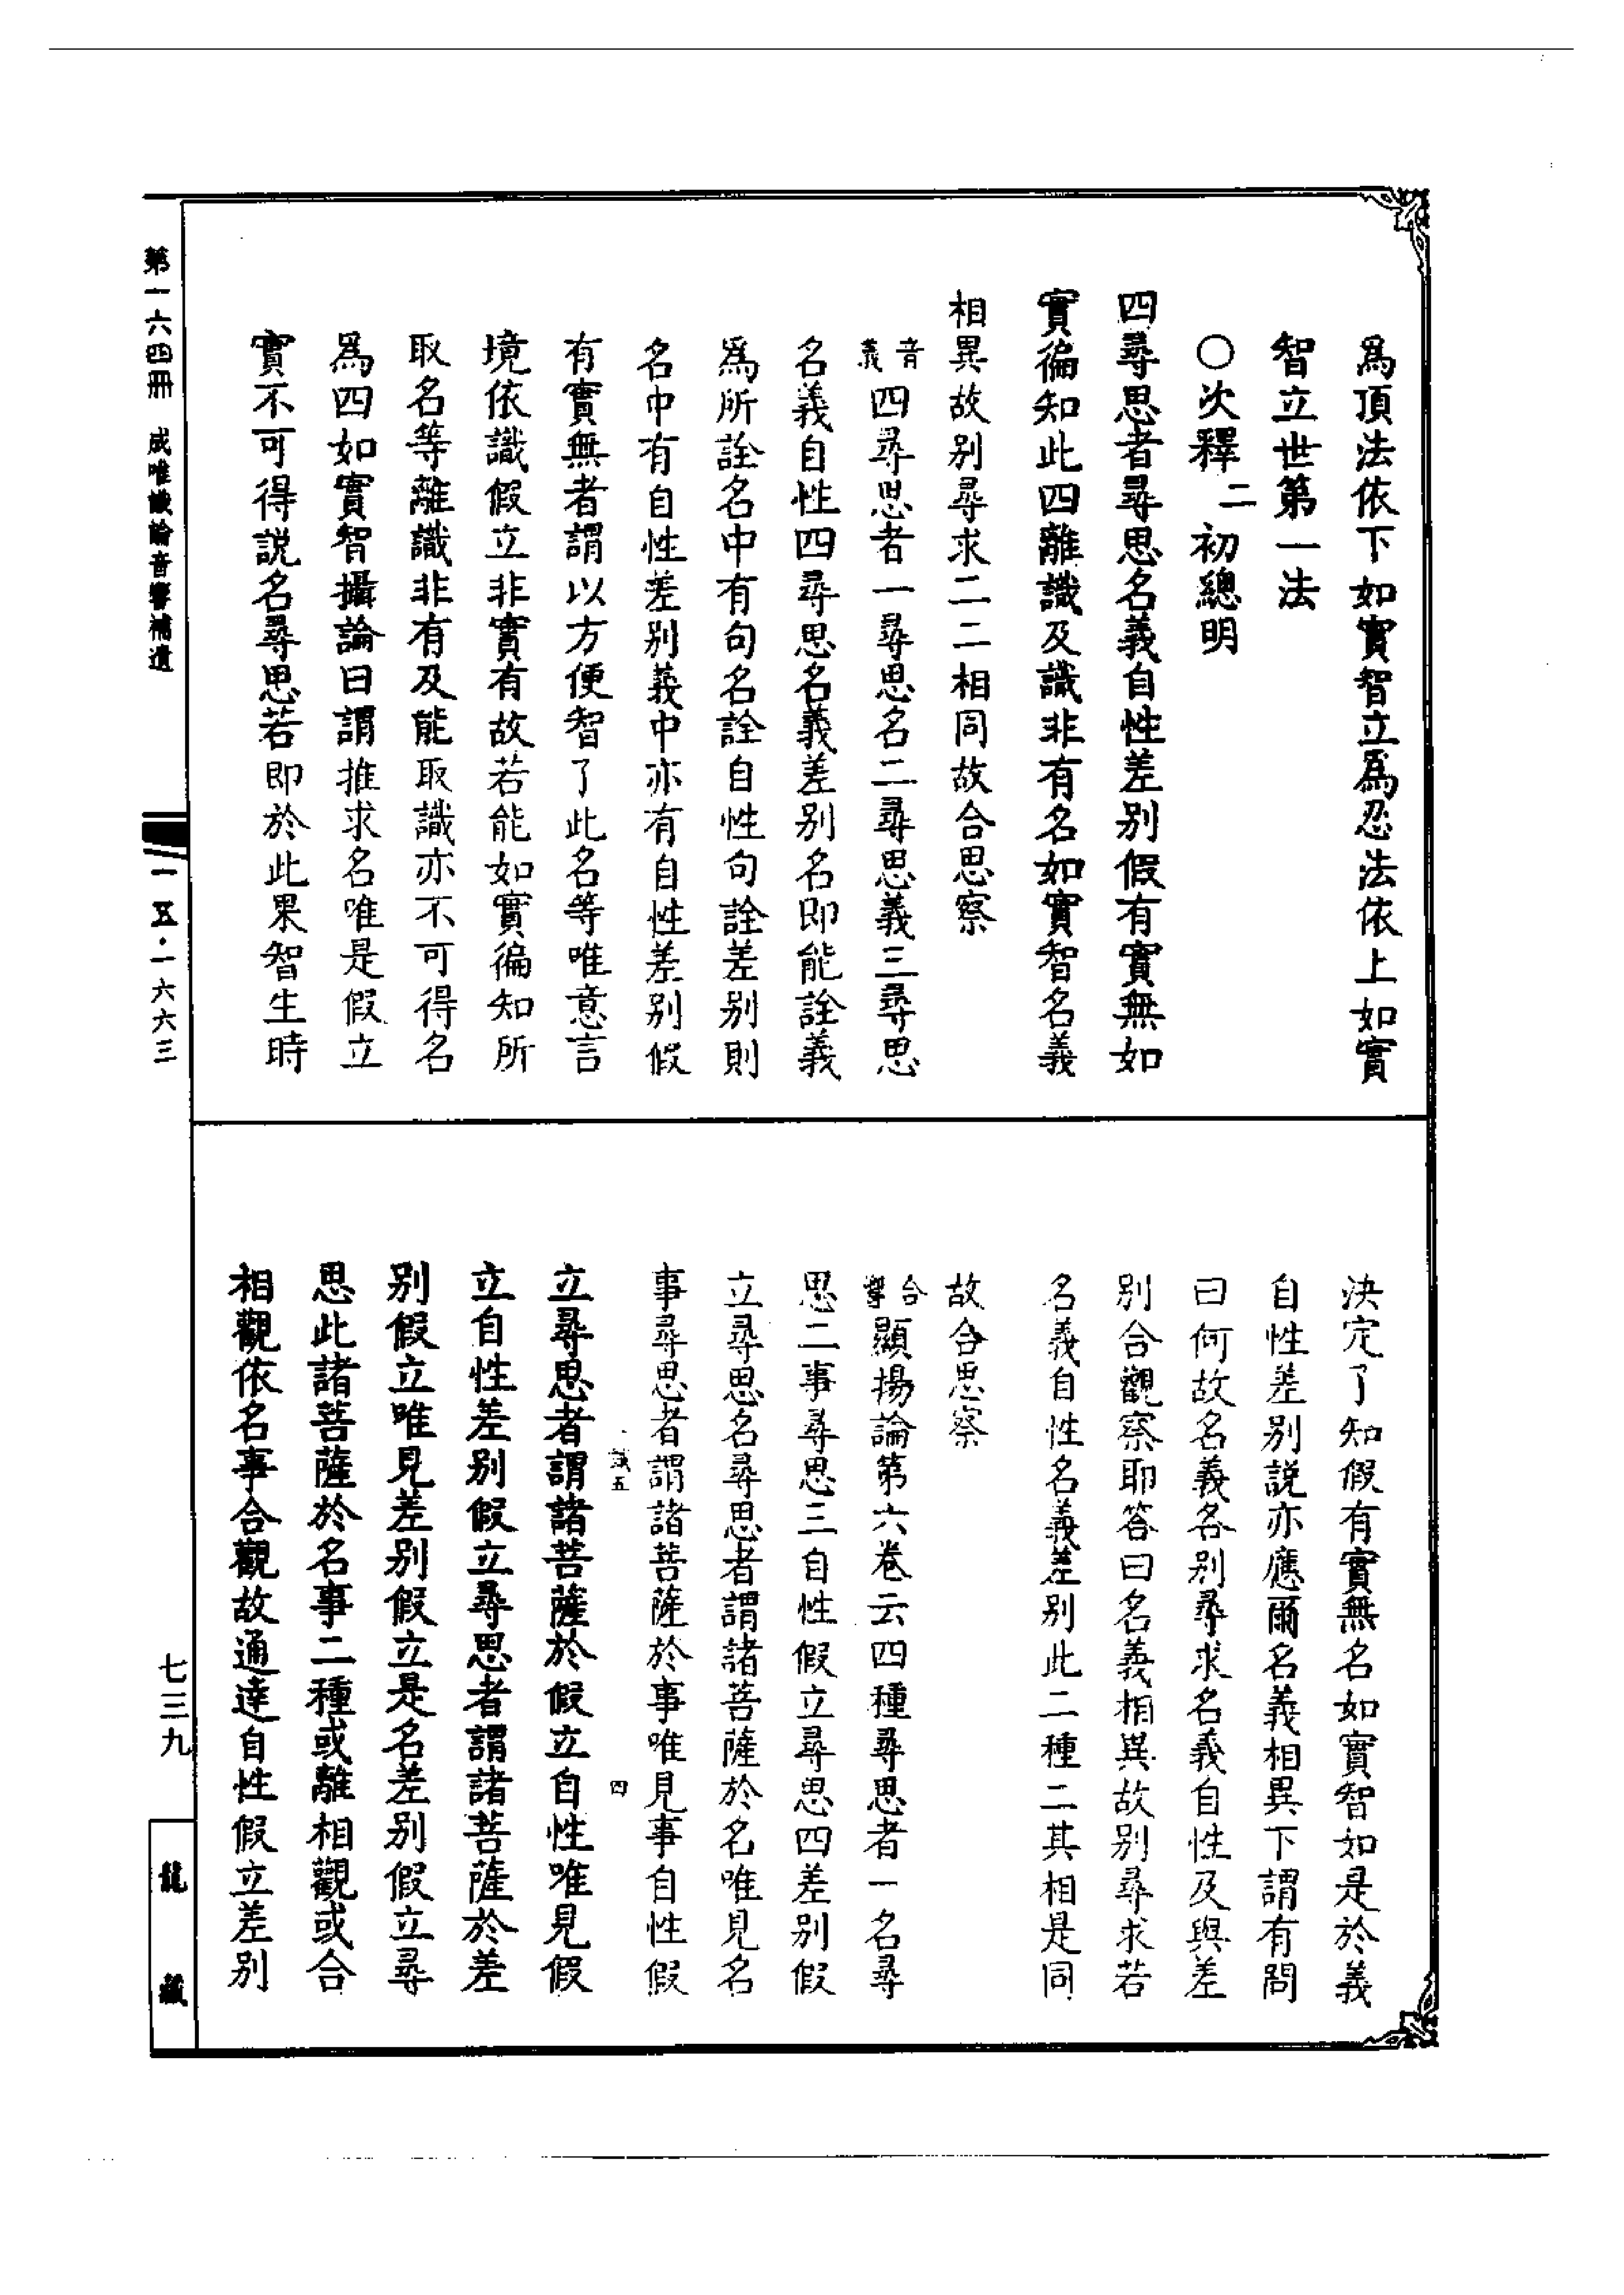 為頂法依下如實智立為忍法依上如實
智立世第一法
○次釋二初總明
四尋思者尋思名義自性差別假有實無如
實徧知此四離識及識非有名如實智名義
相異故別尋求二二相同故合思察
音義四尋思者一尋思名二尋思義三尋思
名義自性四尋思名義差別名即能詮義
為所詮名中有句名詮自性句詮差別則
名中有自性差別義中亦有自性差別假
有實無者謂以方便智了此名等唯意言
境依識假立非實有故若能如實徧知所
取名等離識非有及能取識亦不可得名
為四如實智攝論曰謂推求名唯是假立
實不可得説名尋思若即於此果智生時
決定了知假有實無名如實智如是於義
自性差別説亦應爾名義相異下謂有問
曰何故名義各別尋求名義自性及與差
別合觀察耶答曰名義相異故別尋求若
名義自性名義差別此二種二其相是同
故合思察
合響顯揚論第六卷云四種尋思者一名尋
思二事尋思三自性假立尋思四差別假
立尋思名尋思者謂諸菩薩於名唯見名
事尋思者謂諸菩薩於事唯見事自性假
識五 四
立尋思者謂諸菩薩於假立自性唯見假
立自性差別假立尋思者謂諸菩薩於差
別假立唯見差別假立是名差別假立尋
思此諸菩薩於名事二種或離相觀或合
相觀依名事合觀故通達自性假立差別
第一六四冊 成唯識論音響補遺
一五·一六六三
七三九
龍藏